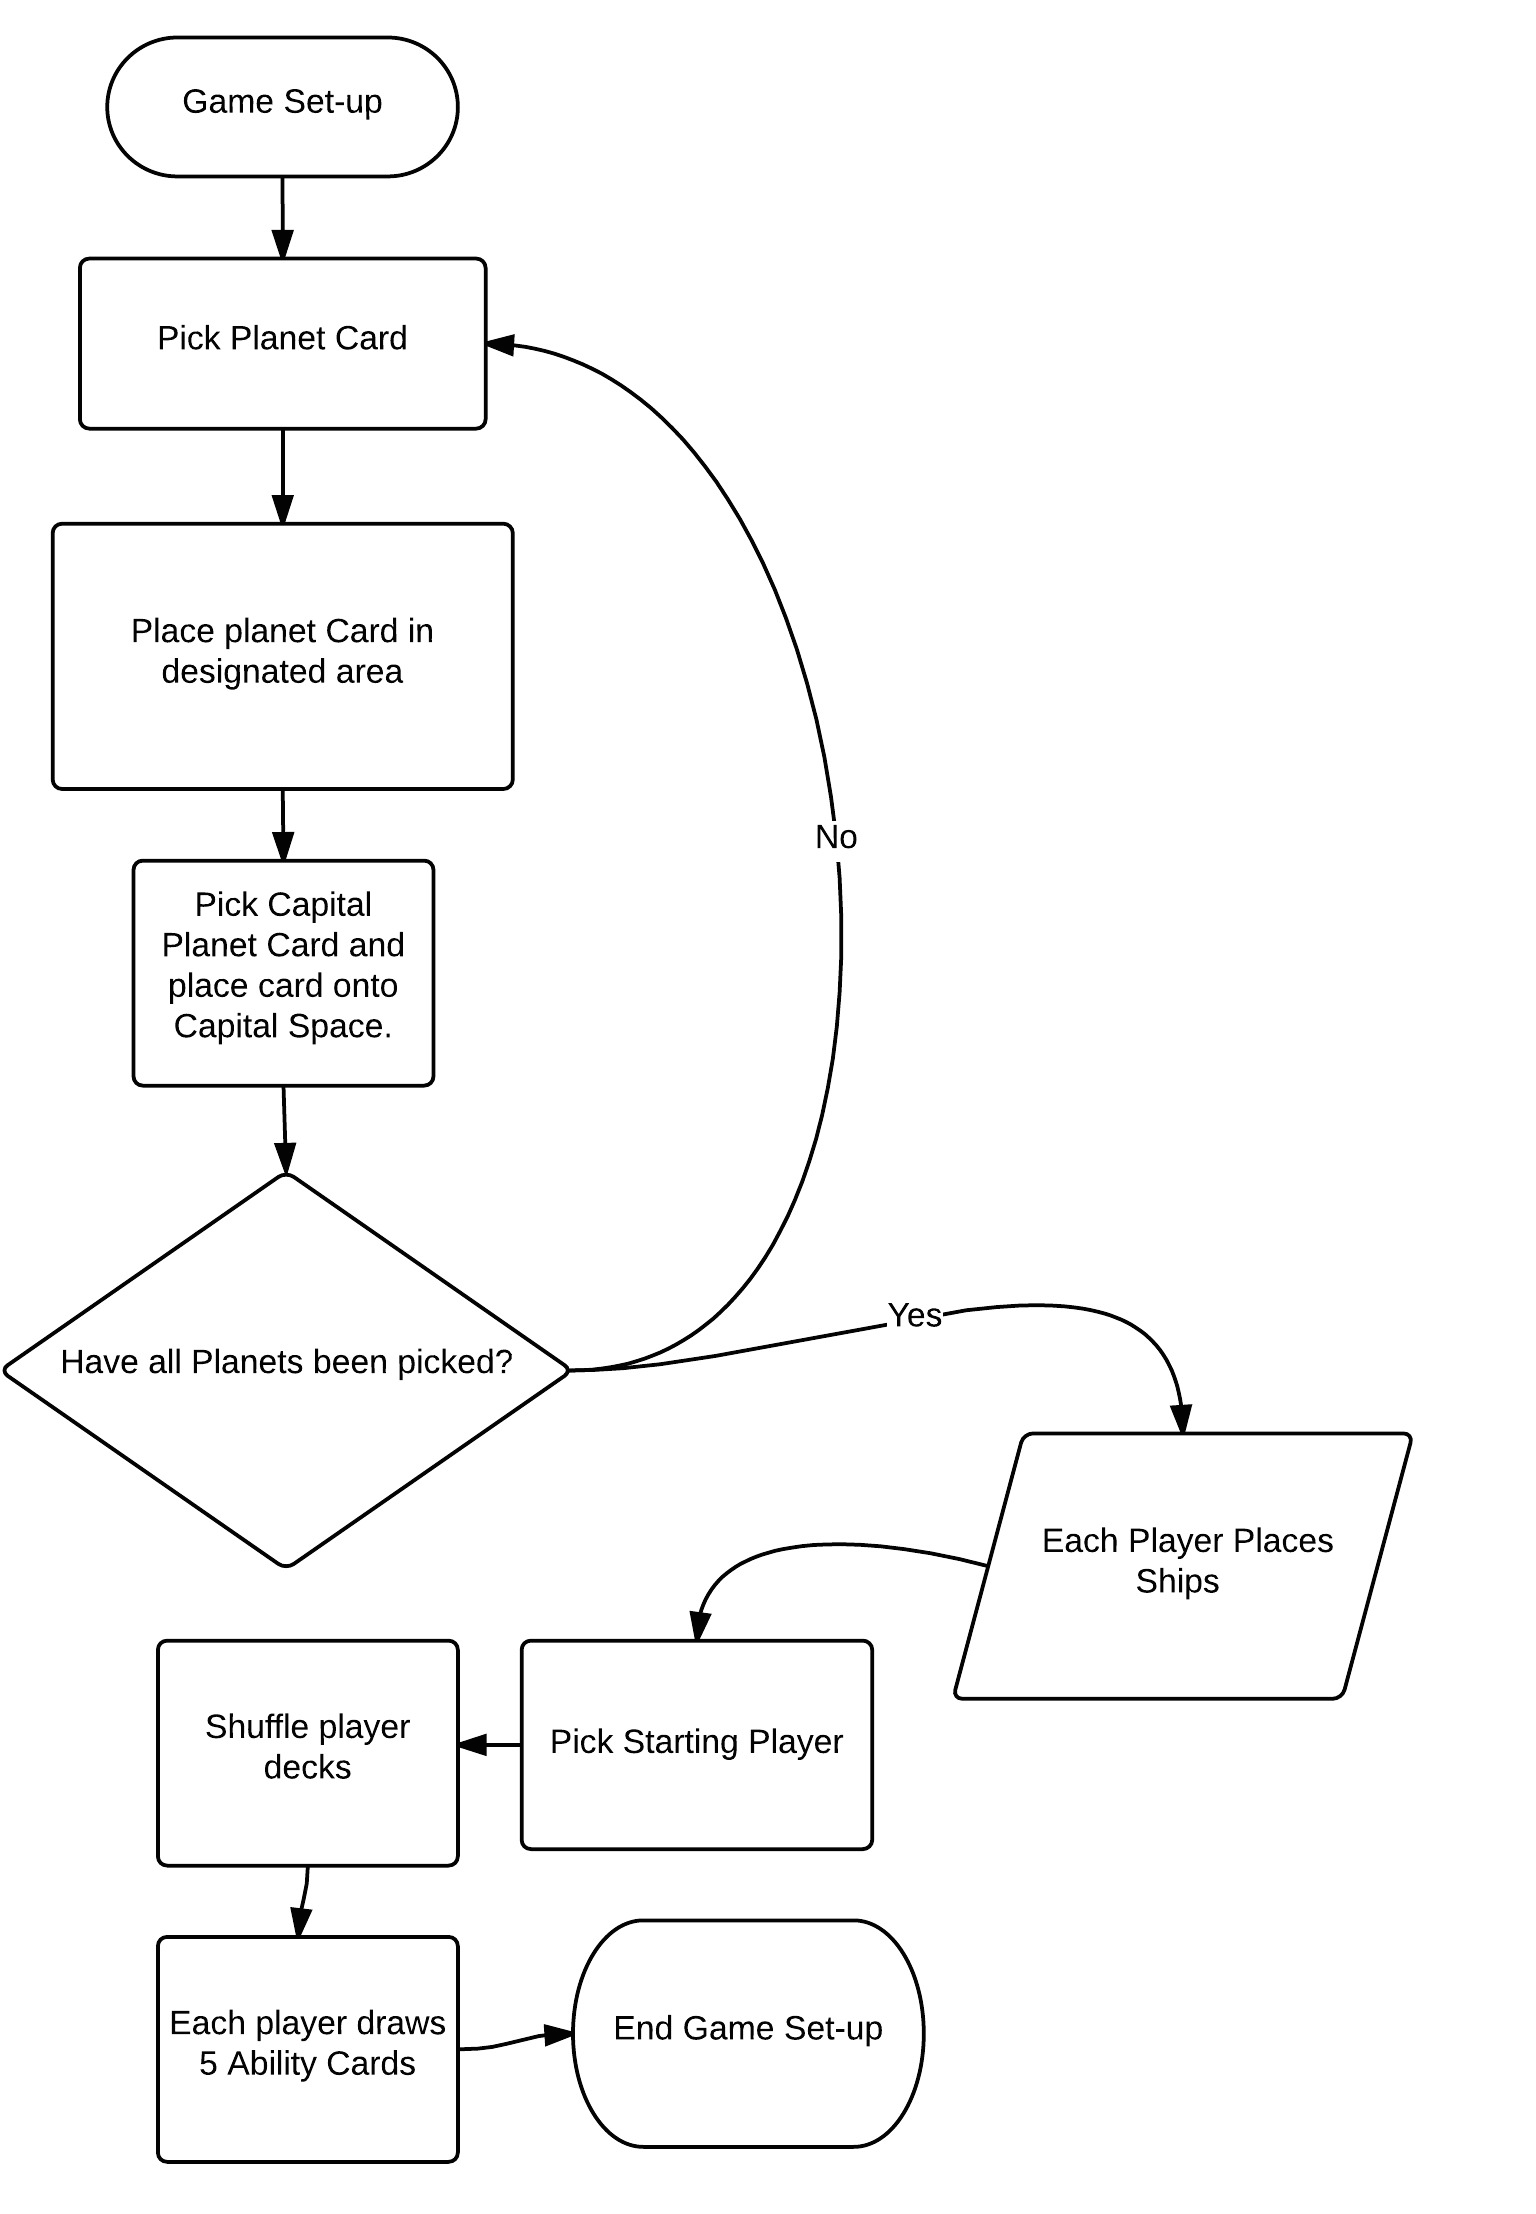 Game Set-up
Pick Planet Card
Place planet Card in
designated area
No
Pick Capital
Planet Card and
place card onto
Capital Space.
Have all Planets been picked?
Yes
Each Player Places
Ships
Pick Starting Player
Shuffle player
decks
Each player draws
5 Ability Cards
End Game Set-up